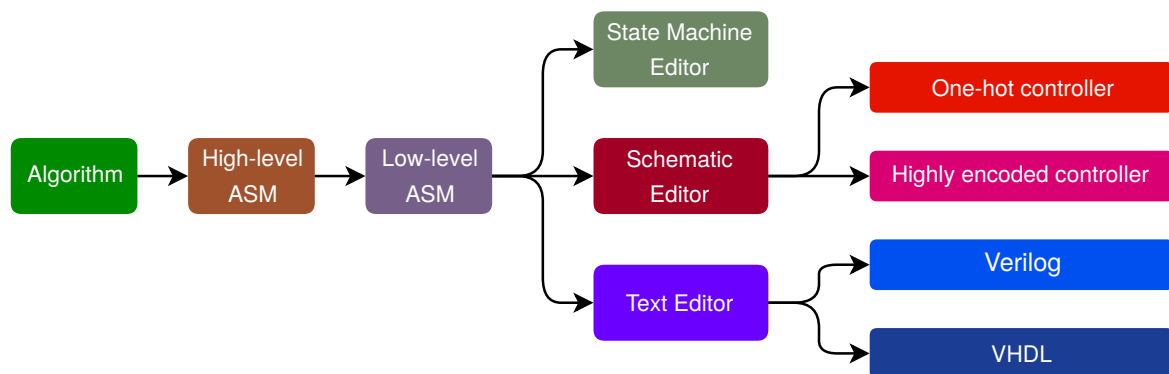 State Machine
Editor
One-hot controller
Algorithm
High-level
ASM
Low-level
ASM
Schematic
Editor
Highly encoded controller
Text Editor
Verilog
VHDL